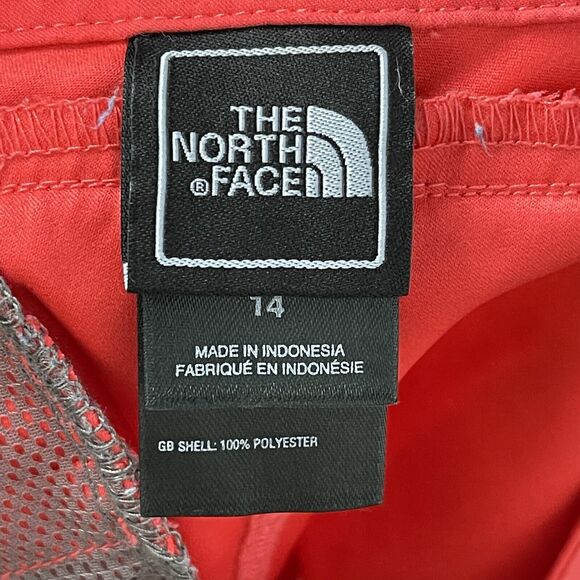 THE
NORTH
®FACE
14
MADE IN INDONESIA
FABRIQUÉ EN INDONÉSIE
GB SHELL: 100% POLYESTER